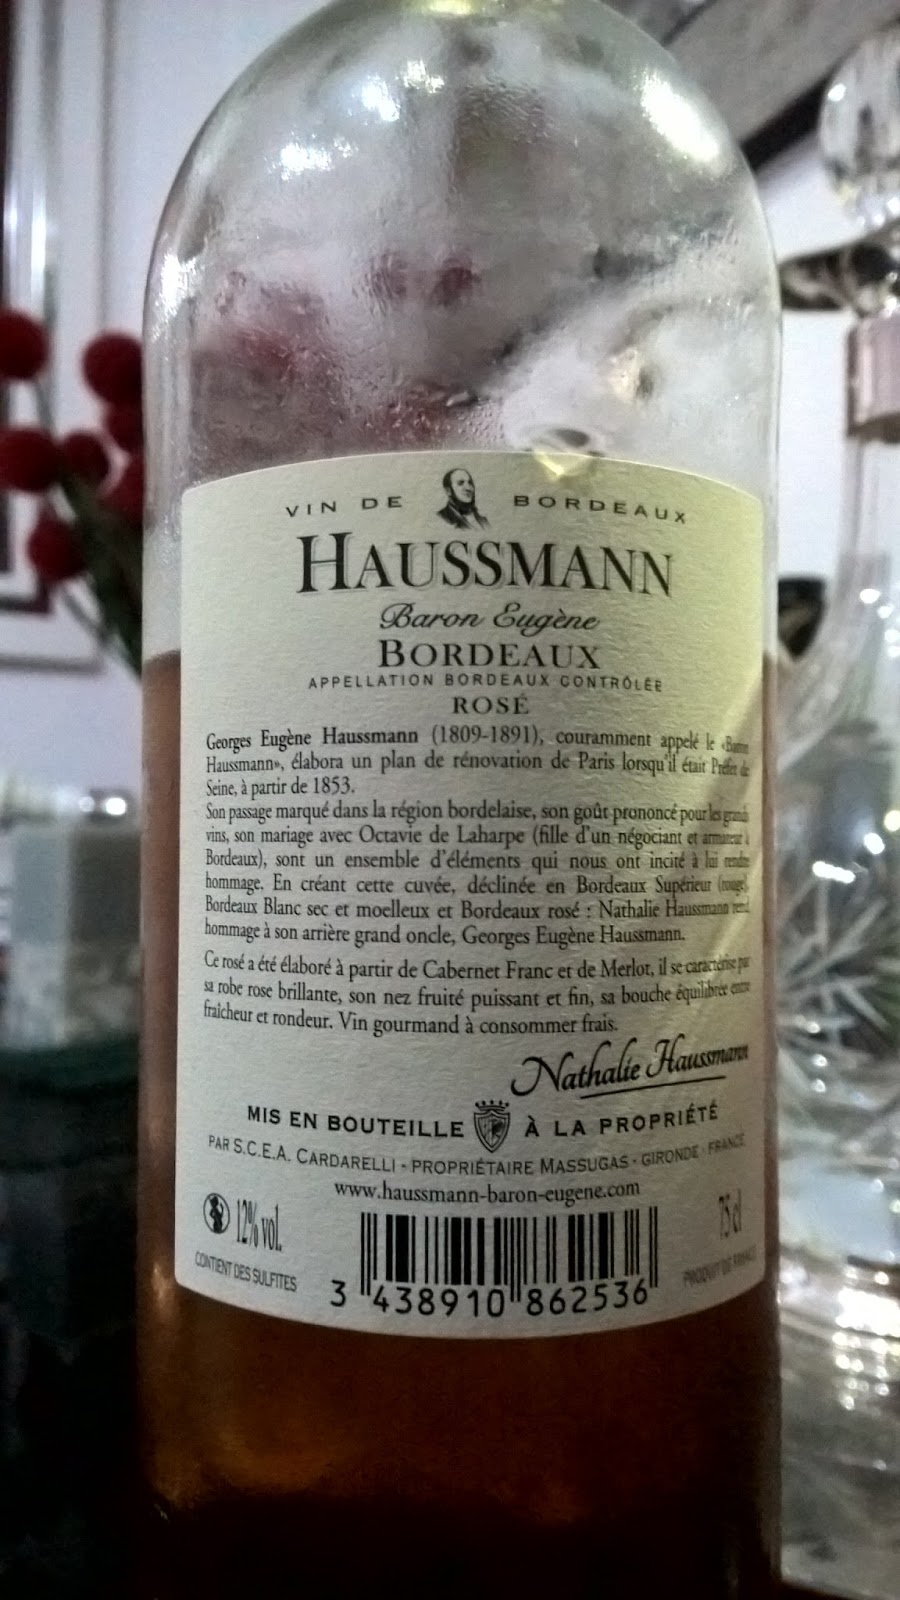 VIN DE BORDEAUX
HAUSSMANN
Baron Eugène
BORDEAUX
APPELLATION BORDEAUX CONTRÔLÉE
ROSÉ
Georges Eugène Haussmann (1809-1891), couramment appelé le «Baron
Haussmann», élabora un plan de rénovation de Paris lorsqu'il était Préfet de
Seine, à partir de 1853.
Son passage marqué dans la région bordelaise, son goût prononcé pour les grands
vins, son mariage avec Octavie de Laharpe (fille d'un négociant et armateur à
Bordeaux), sont un ensemble d'éléments qui nous ont incité à lui rendre
hommage. En créant cette cuvée, déclinée en Bordeaux Supérieur (rouge),
Bordeaux Blanc sec et moelleux et Bordeaux rosé : Nathalie Haussmann rend
hommage à son arrière grand oncle, Georges Eugène Haussmann.
Ce rosé a été élaboré à partir de Cabernet Franc et de Merlot, il se caractérise par
sa robe rose brillante, son nez fruité puissant et fin, sa bouche équilibrée entre
fraîcheur et rondeur. Vin gourmand à consommer frais.
Nathalie Haussmann
MIS EN BOUTEILLE À LA PROPRIÉTÉ
PAR S.C.E.A. CARDARELLI - PROPRIÉTAIRE MASSUGAS - GIRONDE - FRANCE
www.haussmann-baron-eugene.com
12% vol. 75 cl
CONTIENT DES SULFITES PRODUIT DE FRANCE
3 438910 862536